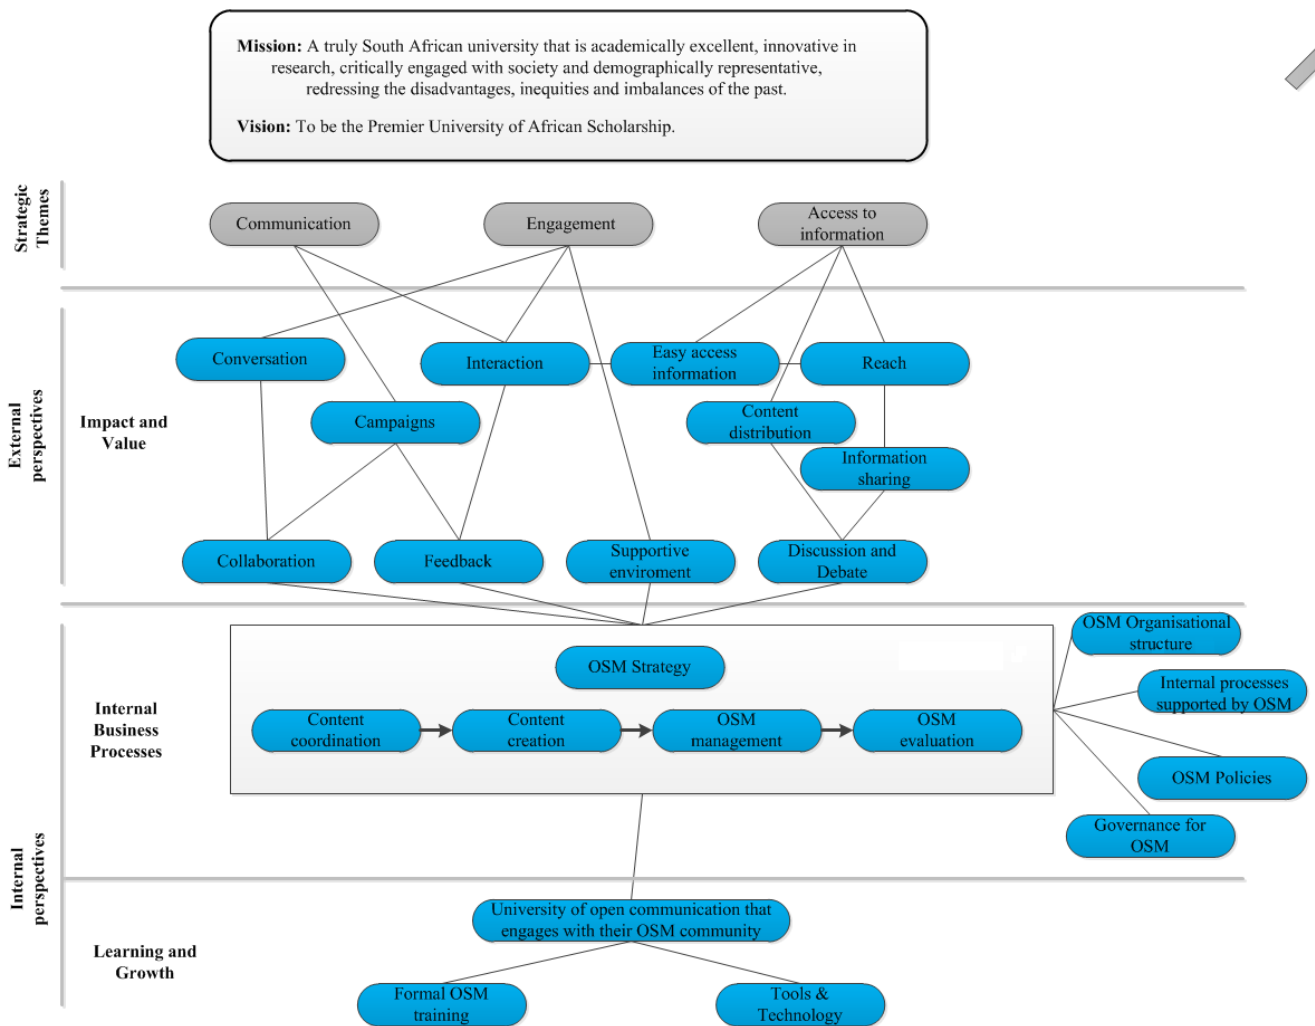 Mission: A truly South African university that is academically excellent, innovative in
research, critically engaged with society and demographically representative,
redressing the disadvantages, inequities and imbalances of the past.
Vision: To be the Premier University of African Scholarship.
Strategic
Themes
Communication
Engagement
Access to
information
External
perspectives
Impact and
Value
Conversation
Interaction
Easy access
information
Reach
Campaigns
Content
distribution
Information
sharing
Collaboration
Feedback
Supportive
enviroment
Discussion and
Debate
Internal
perspectives
Internal
Business
Processes
OSM Strategy
Content
coordination
Content
creation
OSM
management
OSM
evaluation
OSM Organisational
structure
Internal processes
supported by OSM
OSM Policies
Governance for
OSM
Learning and
Growth
University of open communication that
engages with their OSM community
Formal OSM
training
Tools &
Technology